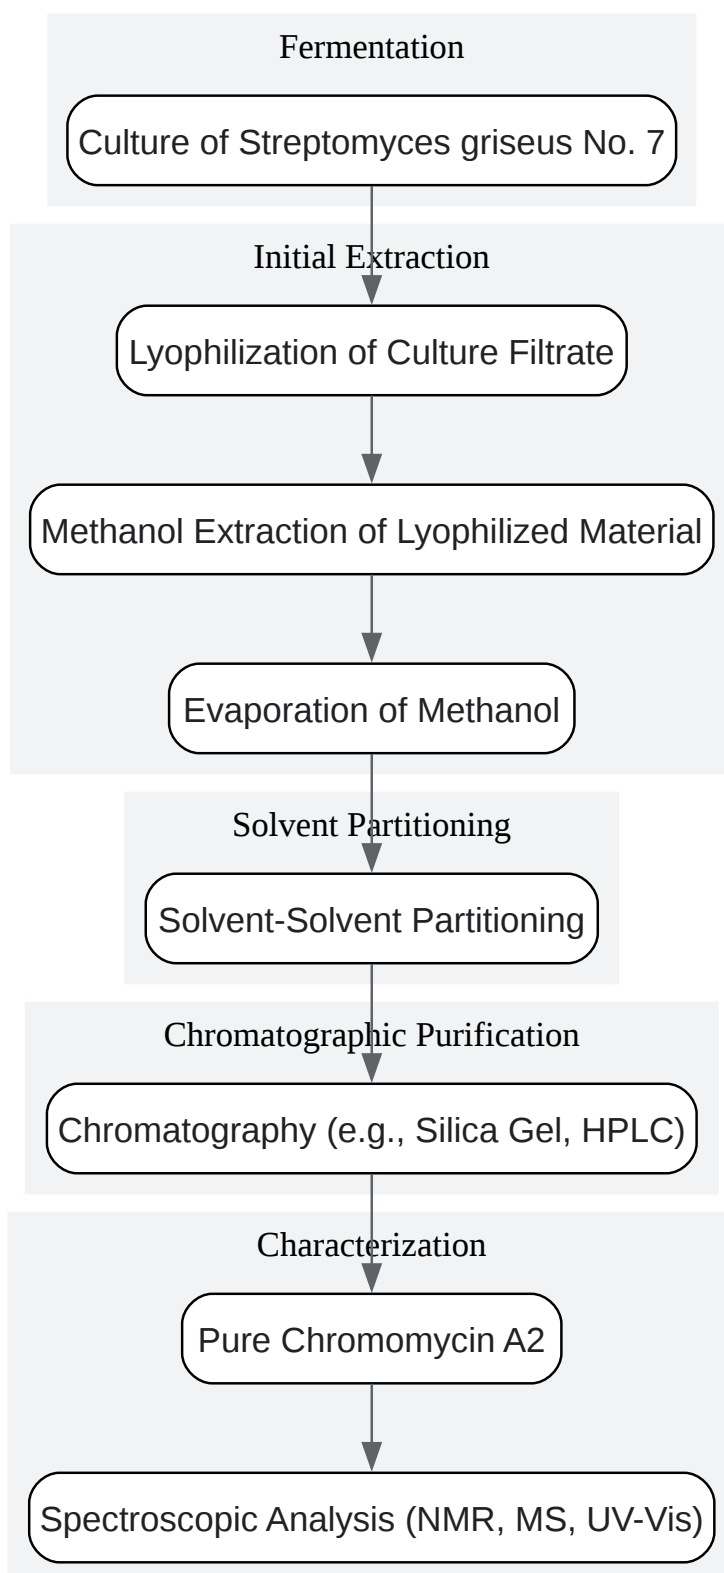 Fermentation
Culture of Streptomyces griseus No. 7
Initial Extraction
Lyophilization of Culture Filtrate
Methanol Extraction of Lyophilized Material
Evaporation of Methanol
Solvent Partitioning
Solvent-Solvent Partitioning
Chromatographic Purification
Chromatography (e.g., Silica Gel, HPLC)
Characterization
Pure Chromomycin A2
Spectroscopic Analysis (NMR, MS, UV-Vis)